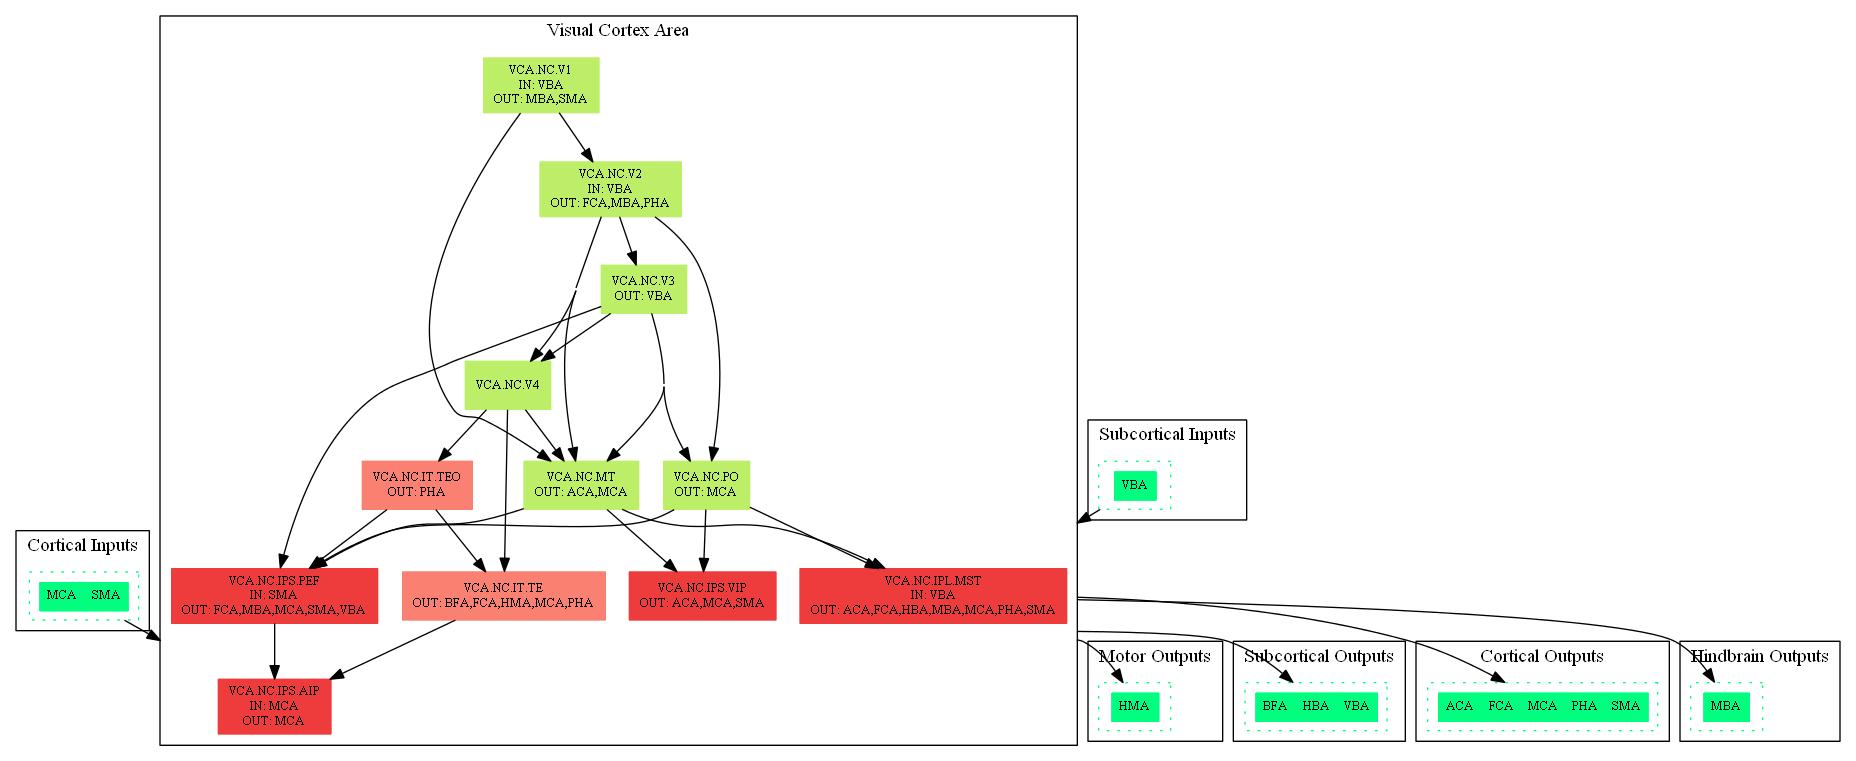 Visual Cortex Area
VCA.NC.V1
IN: VBA
OUT: MBA,SMA
VCA.NC.V2
IN: VBA
OUT: FCA,MBA,PHA
VCA.NC.V3
OUT: VBA
VCA.NC.V4
VCA.NC.IT.TEO
OUT: PHA
VCA.NC.MT
OUT: ACA,MCA
VCA.NC.PO
OUT: MCA
VCA.NC.IPS.PEF
IN: SMA
OUT: FCA,MBA,MCA,SMA,VBA
VCA.NC.IT.TE
OUT: BFA,FCA,HMA,MCA,PHA
VCA.NC.IPS.VIP
OUT: ACA,MCA,SMA
VCA.NC.IPL.MST
IN: VBA
OUT: ACA,FCA,HBA,MBA,MCA,PHA,SMA
VCA.NC.IPS.AIP
IN: MCA
OUT: MCA
Cortical Inputs
MCA SMA
Subcortical Inputs
VBA
Motor Outputs
HMA
Subcortical Outputs
BFA HBA VBA
Cortical Outputs
ACA FCA MCA PHA SMA
Hindbrain Outputs
MBA